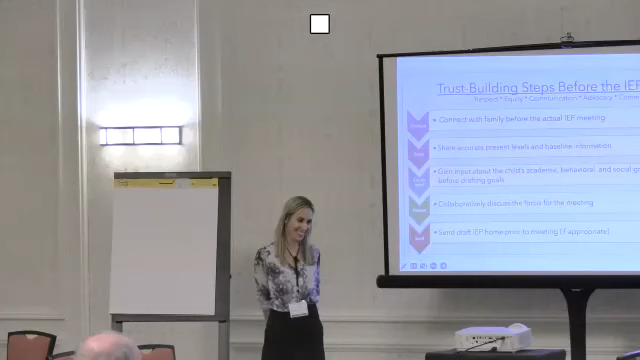 Trust-Building Steps Before the IEP
Respect * Equity * Communication * Advocacy * Comm
• Connect with family before the actual IEP meeting
• Share accurate present levels and baseline information
• Gain input about the child's academic, behavioral, and social
before drafting goals
• Collaboratively discuss the focus for the meeting
• Send draft IEP home prior to meeting (if appropriate)
Send